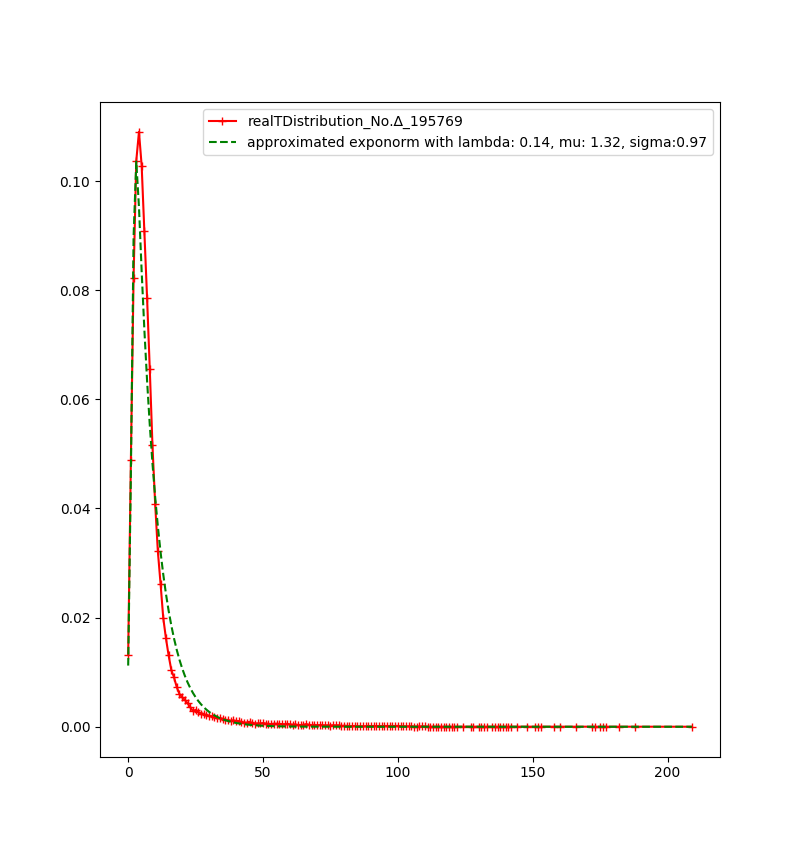 realTDistribution_No.Δ_195769
approximated exponorm with lambda: 0.14, mu: 1.32, sigma:0.97
0.10
0.08
0.06
0.04
0.02
0.00
0 50 100 150 200